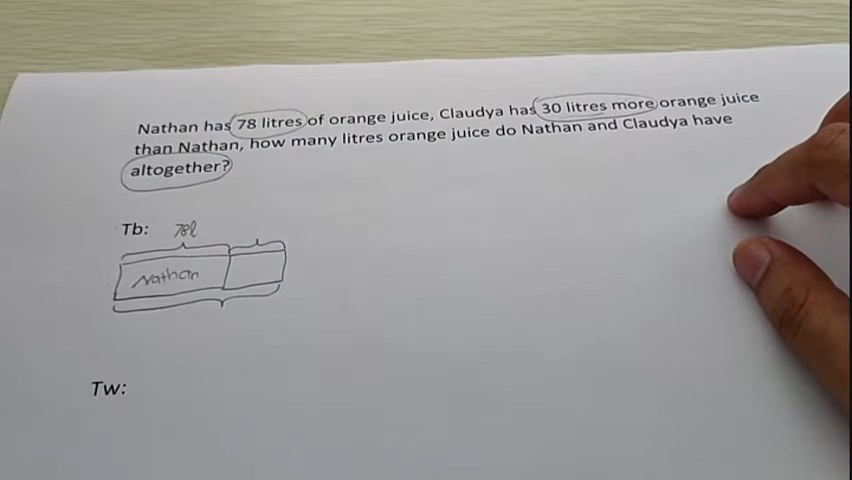 Nathan has 78 litres of orange juice, Claudya has 30 litres more orange juice
than Nathan, how many litres orange juice do Nathan and Claudya have
altogether?
Tb: 78l
Nathan
Tw: